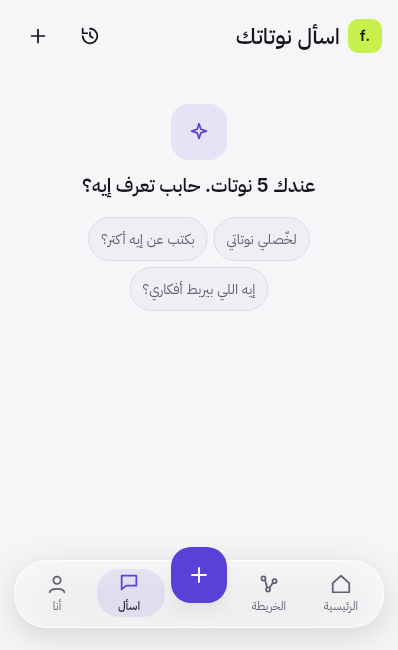 f.
اسأل نوتاتك
عندك 5 نوتات. حابب تعرف إيه؟
لخّصلي نوتاتي
بكتب عن إيه أكتر؟
إيه اللي بيربط أفكاري؟
الرئيسية
الخريطة
اسأل
أنا